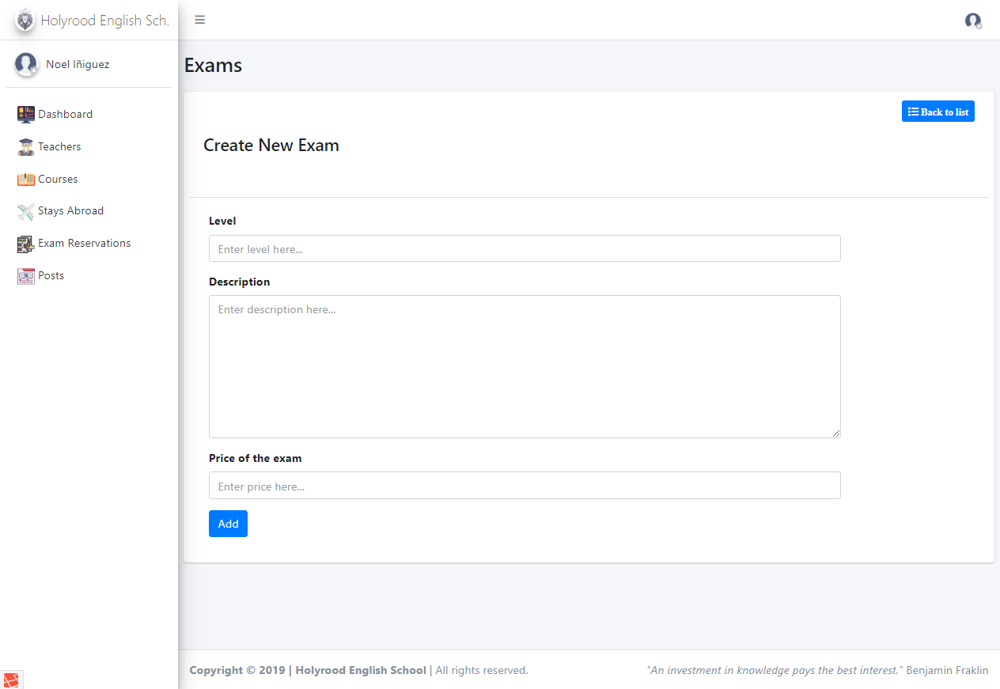 Holyrood English Sch.
Noel Iñiguez
Dashboard
Teachers
Courses
Stays Abroad
Exam Reservations
Posts
Exams
Back to list
Create New Exam
Level
Enter level here...
Description
Enter description here...
Price of the exam
Enter price here...
Add
Copyright © 2019 | Holyrood English School | All rights reserved.
"An investment in knowledge pays the best interest." Benjamin Fraklin